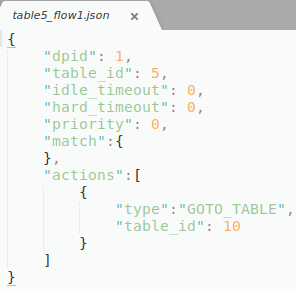 table5_flow1.json ×
{
    "dpid": 1,
    "table_id": 5,
    "idle_timeout": 0,
    "hard_timeout": 0,
    "priority": 0,
    "match":{
    },
    "actions":[
        {
            "type":"GOTO_TABLE",
            "table_id": 10
        }
    ]
}